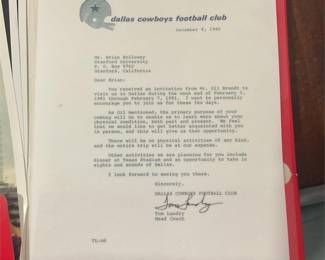 dallas cowboys football club
December 9, 1980
Mr. Brian Holloway
Stanford University
P. O. Box
Stanford, California
Dear Brian:
You received an invitation from Mr. Gil Brandt to
visit us in Dallas during the week end of February 5,
1981 through February 7, 1981. I want to personally
encourage you to join us for these few days.
As Gil mentioned, the primary purpose of your
coming will be to enable us to learn more about your
physical condition, both past and present. We feel
that we would like to get better acquainted with you
in person, and this will give us that opportunity.
There will be no physical activities of any kind,
and the entire trip will be at our expense.
Other activities we are planning for you include
dinner at Texas Stadium and an opportunity to take in
sights and sounds of Dallas.
I look forward to seeing you there.
Sincerely,
DALLAS COWBOYS FOOTBALL CLUB
Tom Landry
Tom Landry
Head Coach